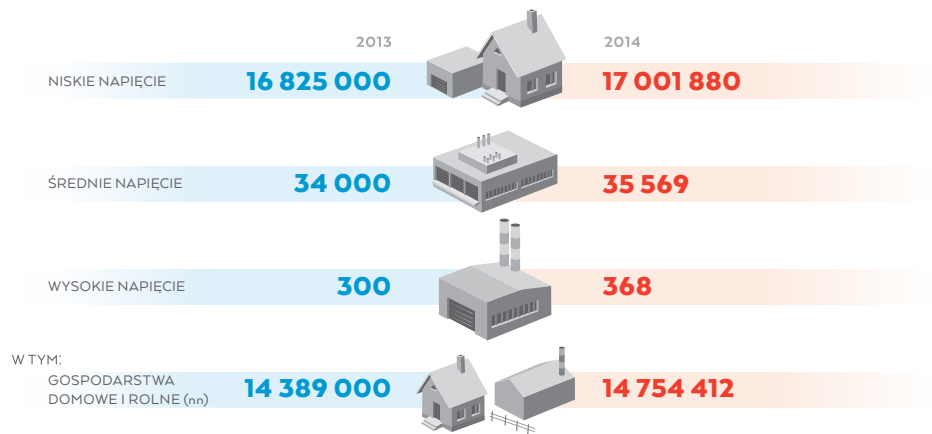 2013 2014
NISKIE NAPIĘCIE 16 825 000 17 001 880
ŚREDNIE NAPIĘCIE 34 000 35 569
WYSOKIE NAPIĘCIE 300 368
W TYM:
GOSPODARSTWA
DOMOWE I ROLNE (nn) 14 389 000 14 754 412